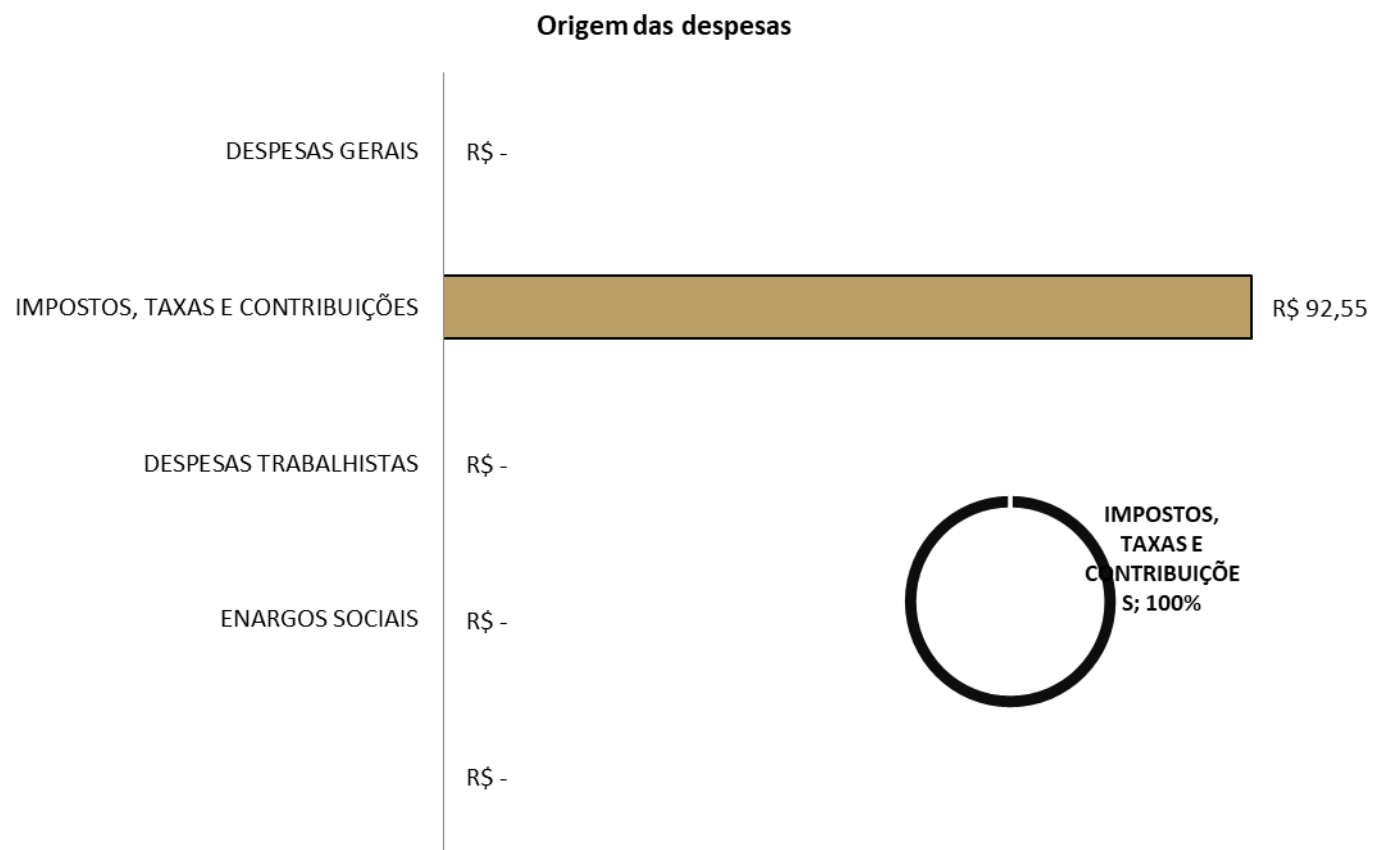 Origem das despesas
DESPESAS GERAIS R$ -
IMPOSTOS, TAXAS E CONTRIBUIÇÕES R$ 92,55
DESPESAS TRABALHISTAS R$ -
IMPOSTOS,
TAXAS E
CONTRIBUIÇÕE
S; 100%
ENARGOS SOCIAIS R$ -
R$ -